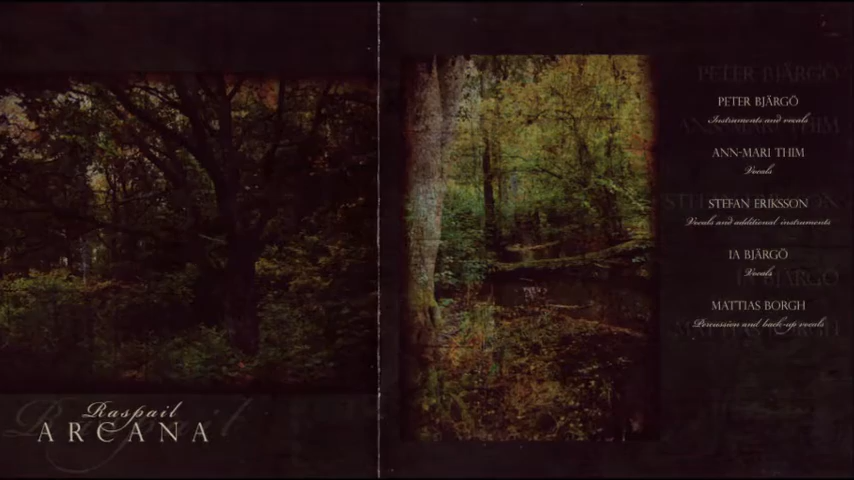 Raspail
ARCANA
PETER BJÄRGÖ
Instruments and vocals
ANN-MARI THIM
Vocals
STEFAN ERIKSSON
Vocals and additional instruments
IA BJÄRGÖ
Vocals
MATTIAS BORGH
Percussion and back-up vocals